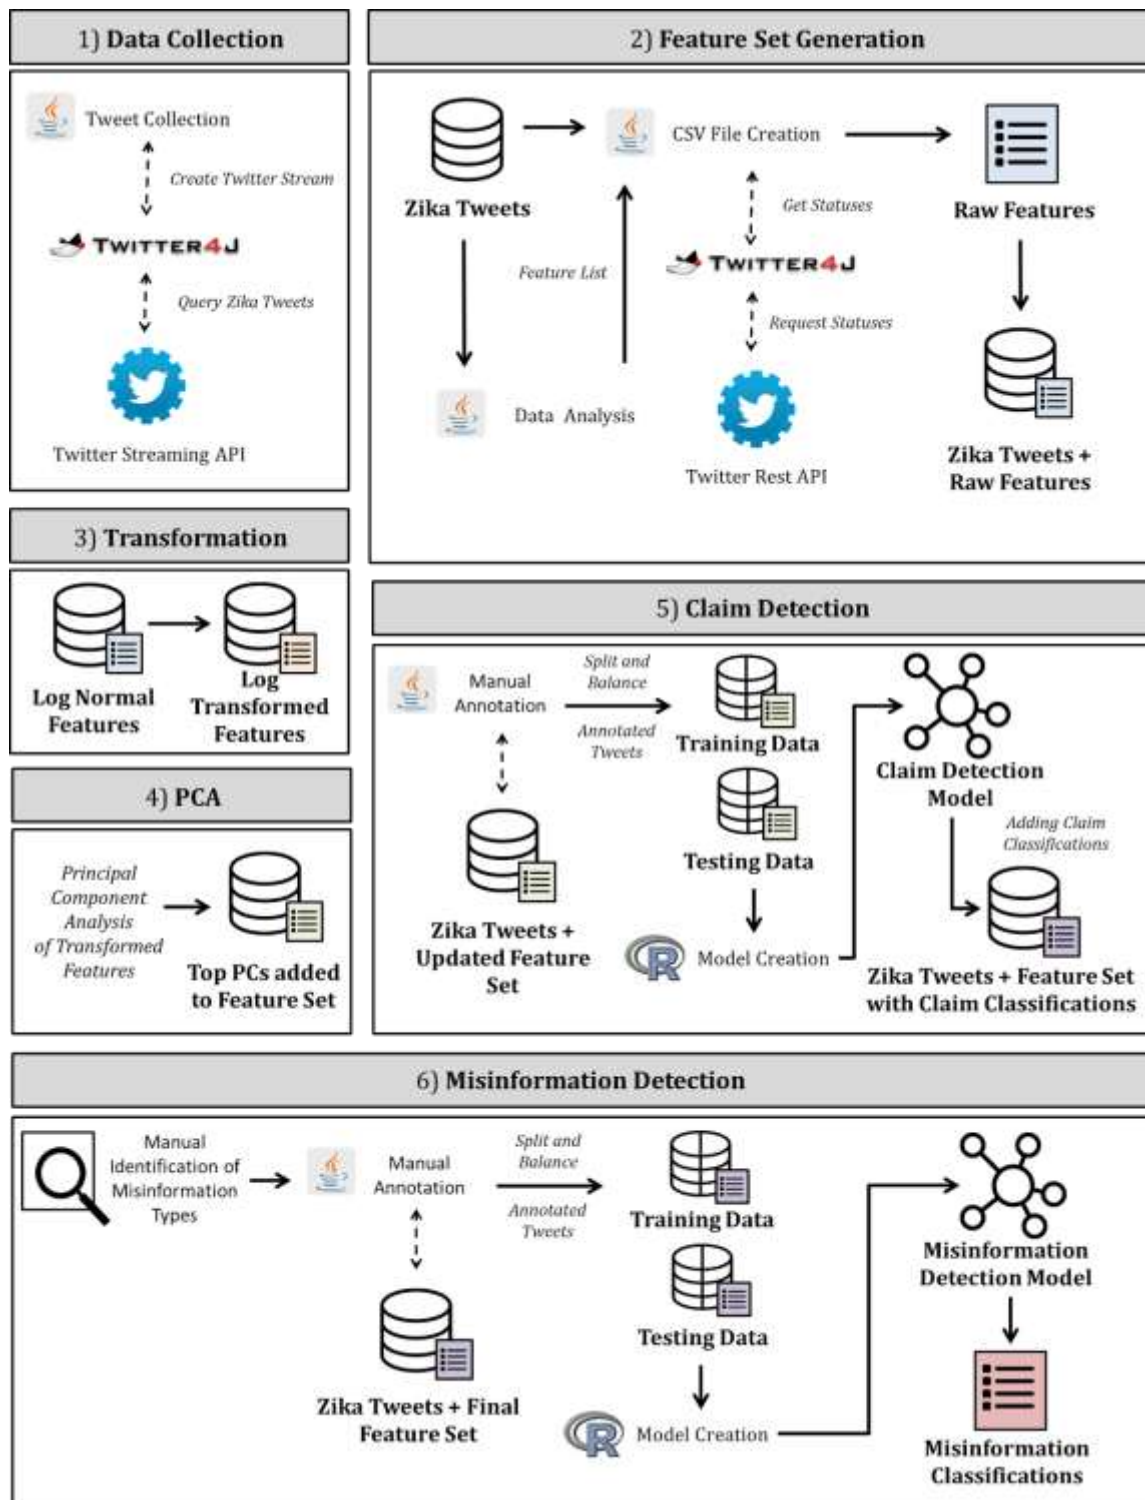 1) Data Collection
Tweet Collection
Create Twitter Stream
TWITTER4J
Query Zika Tweets
Twitter Streaming API
2) Feature Set Generation
Zika Tweets
CSV File Creation
Raw Features
Get Statuses
Feature List
TWITTER4J
Request Statuses
Data Analysis
Twitter Rest API
Zika Tweets +
Raw Features
3) Transformation
Log Normal
Features
Log
Transformed
Features
4) PCA
Principal
Component
Analysis
of Transformed
Features
Top PCs added
to Feature Set
5) Claim Detection
Manual
Annotation
Split and
Balance
Annotated
Tweets
Training Data
Testing Data
Zika Tweets +
Updated Feature
Set
R
Model Creation
Claim Detection
Model
Adding Claim
Classifications
Zika Tweets + Feature Set
with Claim Classifications
6) Misinformation Detection
Manual
Identification of
Misinformation
Types
Manual
Annotation
Split and
Balance
Annotated
Tweets
Training Data
Testing Data
Zika Tweets + Final
Feature Set
R
Model Creation
Misinformation
Detection Model
Misinformation
Classifications